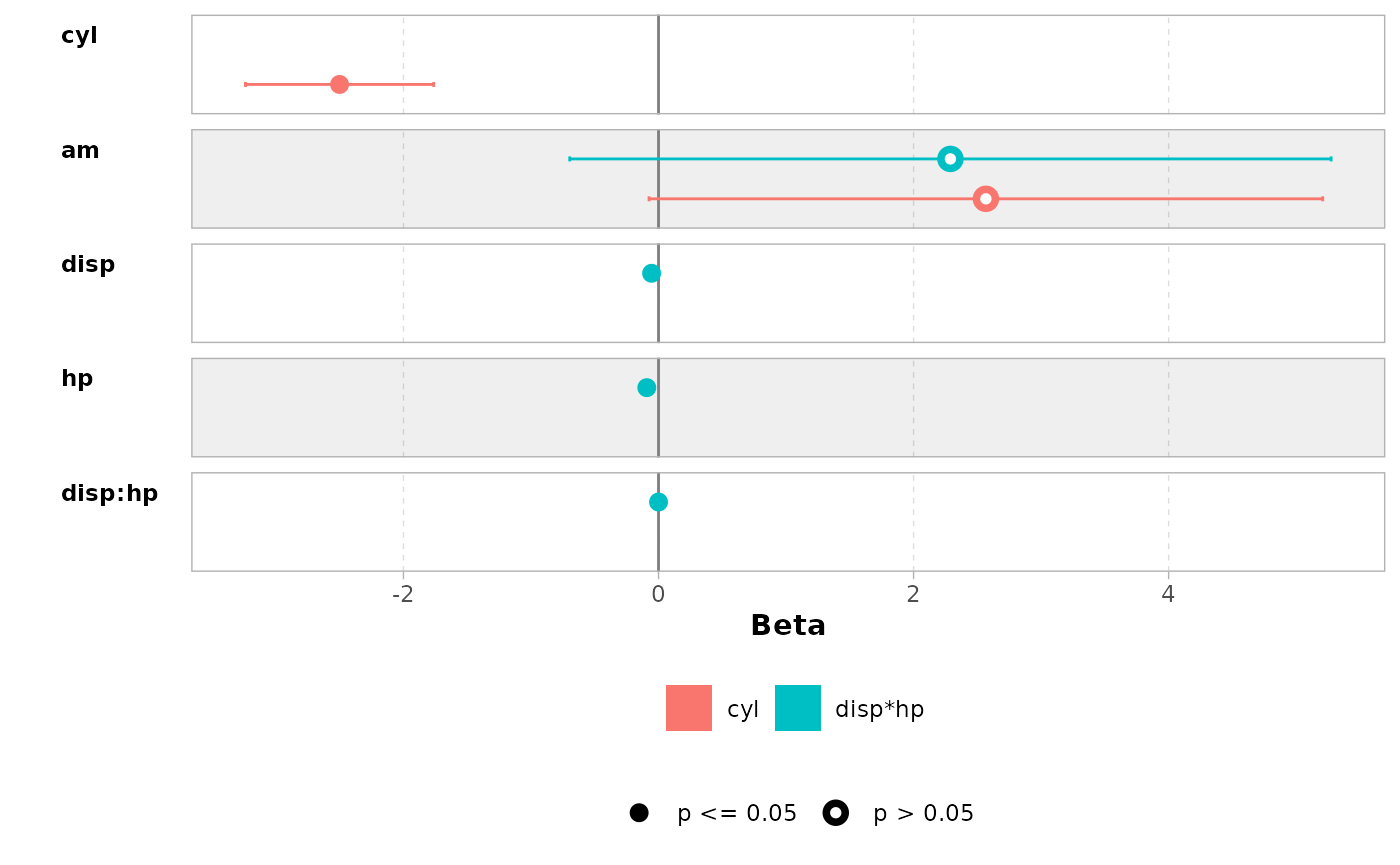 cyl
am
disp
hp
disp:hp
-2 0 2 4
Beta
cyl disp*hp
p <= 0.05 p > 0.05